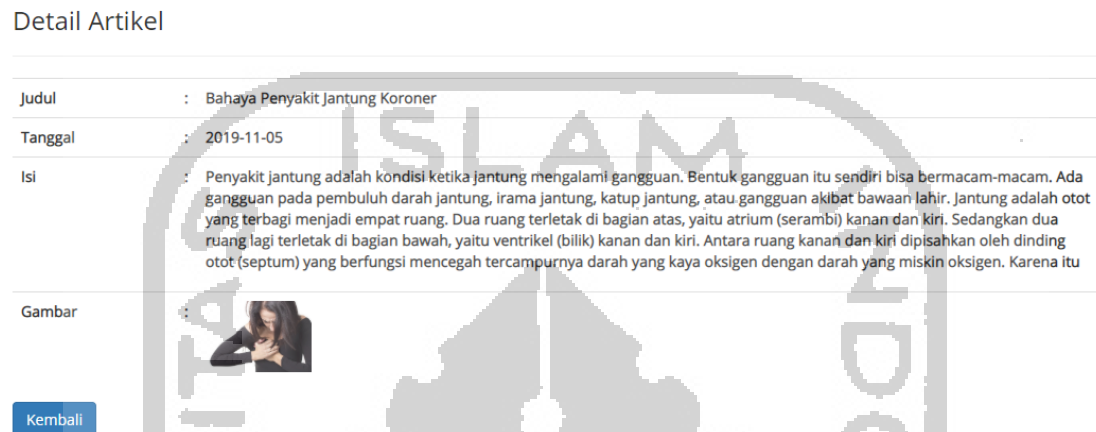 Detail Artikel
Judul : Bahaya Penyakit Jantung Koroner
Tanggal : 2019-11-05
Isi : Penyakit jantung adalah kondisi ketika jantung mengalami gangguan. Bentuk gangguan itu sendiri bisa bermacam-macam. Ada
gangguan pada pembuluh darah jantung, irama jantung, katup jantung, atau gangguan akibat bawaan lahir. Jantung adalah otot
yang terbagi menjadi empat ruang. Dua ruang terletak di bagian atas, yaitu atrium (serambi) kanan dan kiri. Sedangkan dua
ruang lagi terletak di bagian bawah, yaitu ventrikel (bilik) kanan dan kiri. Antara ruang kanan dan kiri dipisahkan oleh dinding
otot (septum) yang berfungsi mencegah tercampurnya darah yang kaya oksigen dengan darah yang miskin oksigen. Karena itu
Gambar :
Kembali
ISLAM